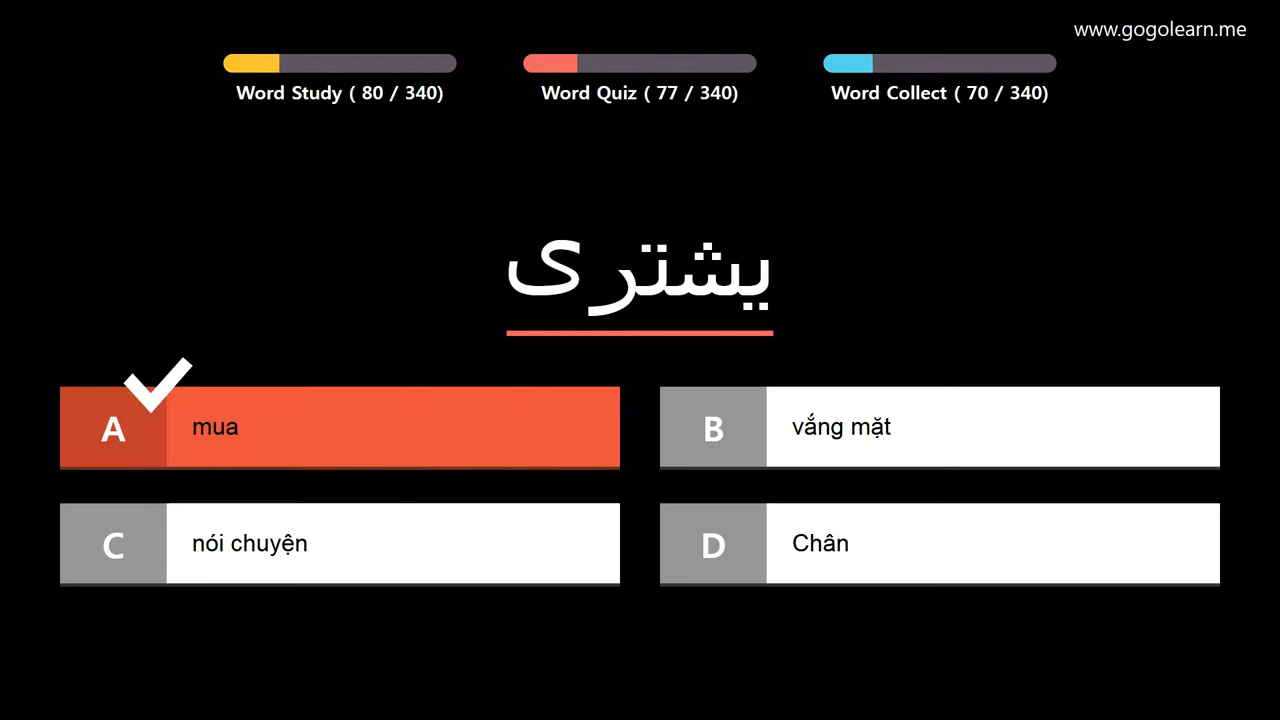 www.gogolearn.me
Word Study ( 80 / 340)
Word Quiz ( 77 / 340)
Word Collect ( 70 / 340)
يشترى
A mua
B vắng mặt
C nói chuyện
D Chân